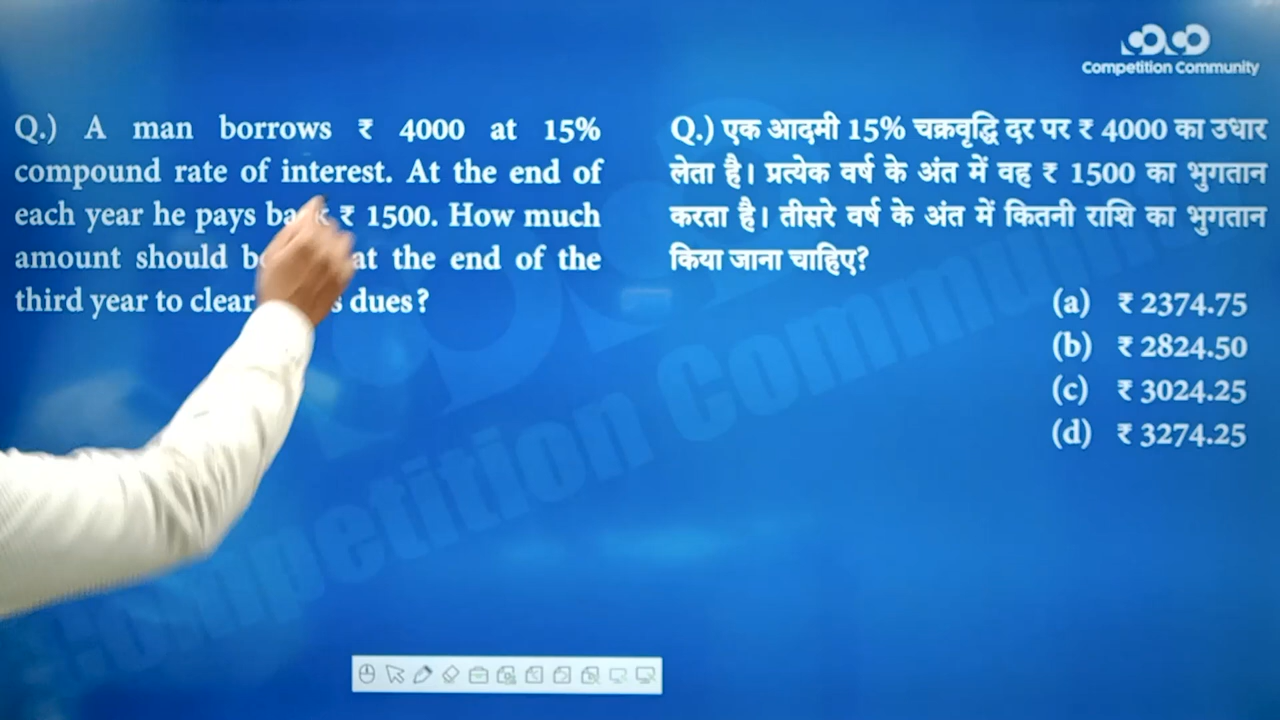 Competition Community
Q.) A man borrows ₹ 4000 at 15%
compound rate of interest. At the end of
each year he pays back ₹ 1500. How much
amount should at the end of the
third year to clear dues?
Q.) एक आदमी 15% चक्रवृद्धि दर पर ₹ 4000 का उधार
लेता है। प्रत्येक वर्ष के अंत में वह ₹ 1500 का भुगतान
करता है। तीसरे वर्ष के अंत में कितनी राशि का भुगतान
किया जाना चाहिए?
(a) ₹ 2374.75
(b) ₹ 2824.50
(c) ₹ 3024.25
(d) ₹ 3274.25
Competition Community